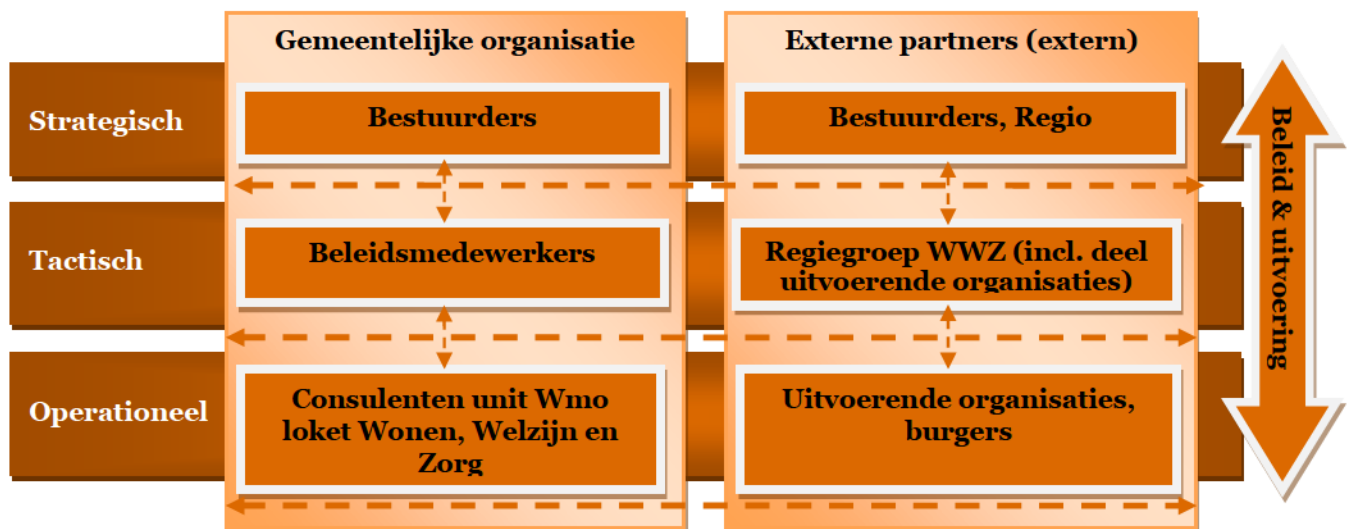 Gemeentelijke organisatie
Externe partners (extern)
Strategisch
Bestuurders
Bestuurders, Regio
Tactisch
Beleidsmedewerkers
Regiegroep WWZ (incl. deel
uitvoerende organisaties)
Operationeel
Consulenten unit Wmo
loket Wonen, Welzijn en
Zorg
Uitvoerende organisaties,
burgers
Beleid & uitvoering